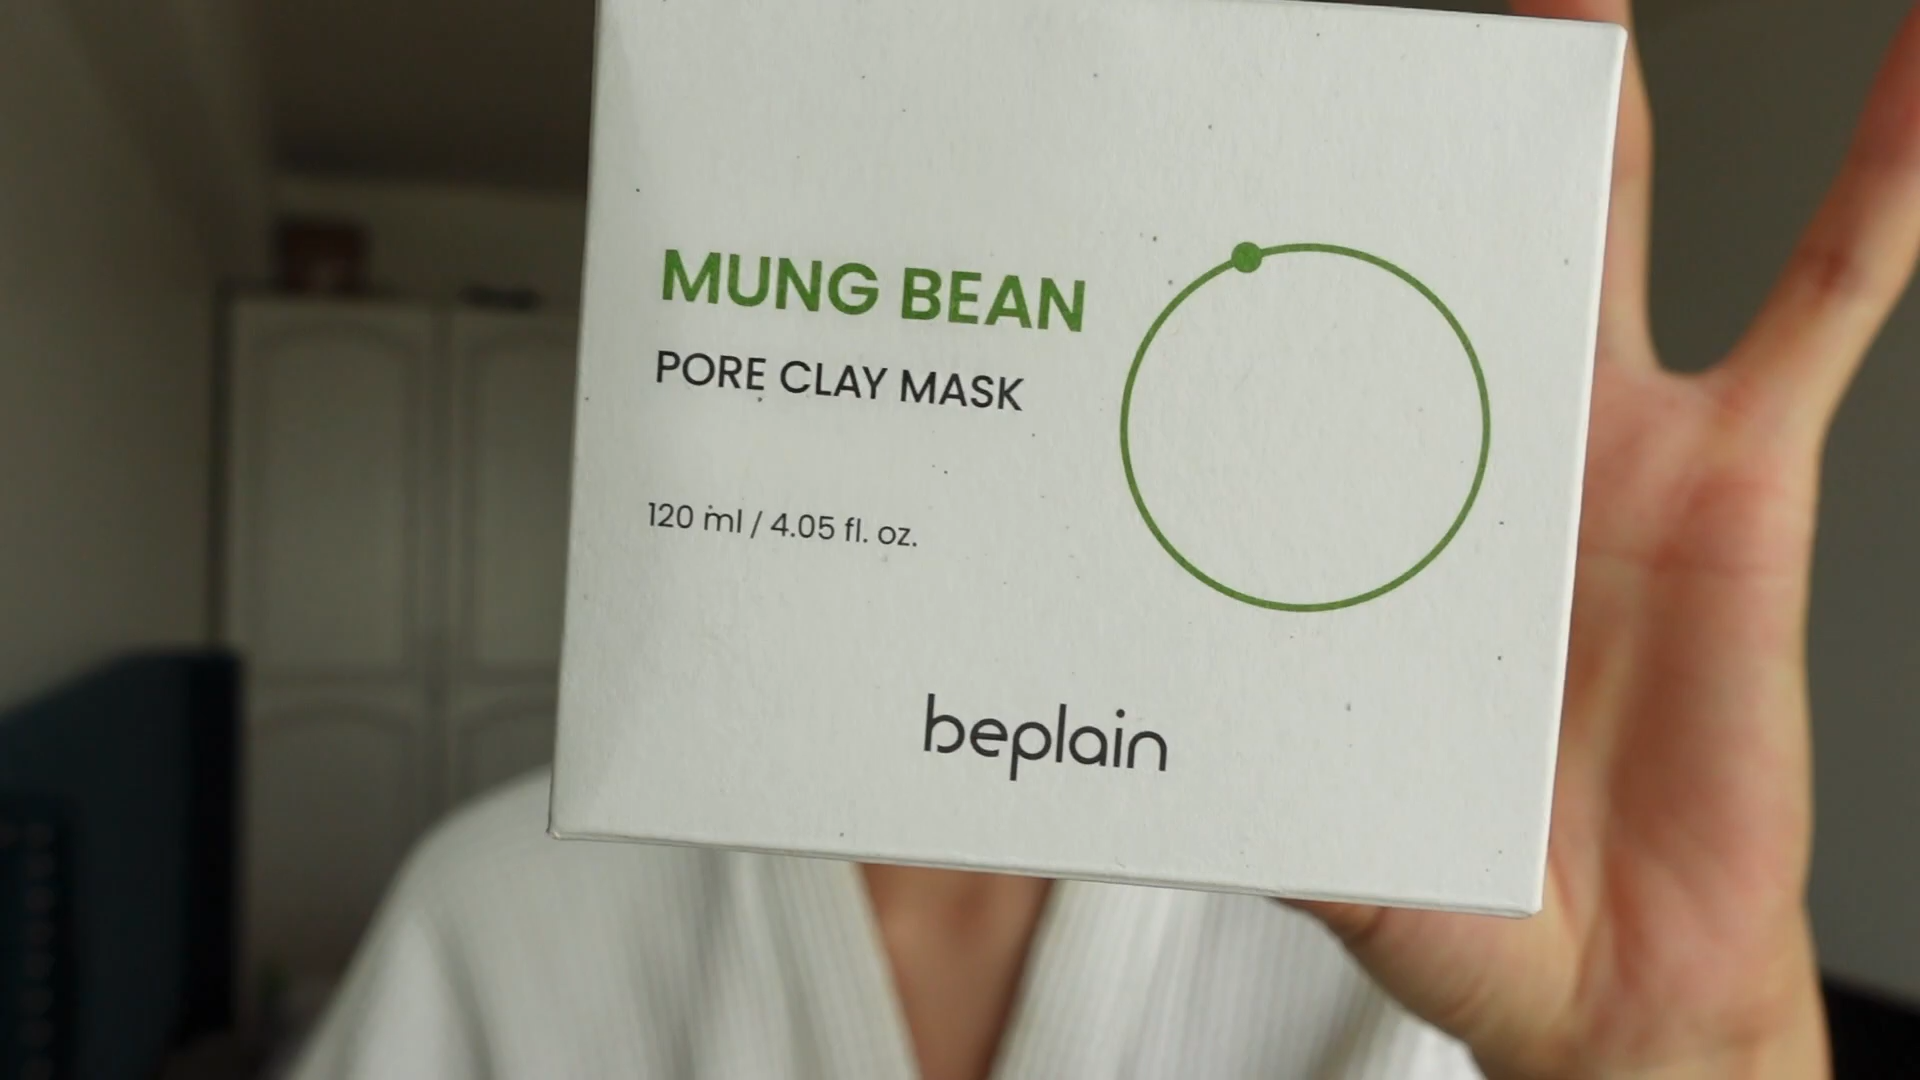 MUNG BEAN
PORE CLAY MASK
120 ml / 4.05 fl. oz.
beplain